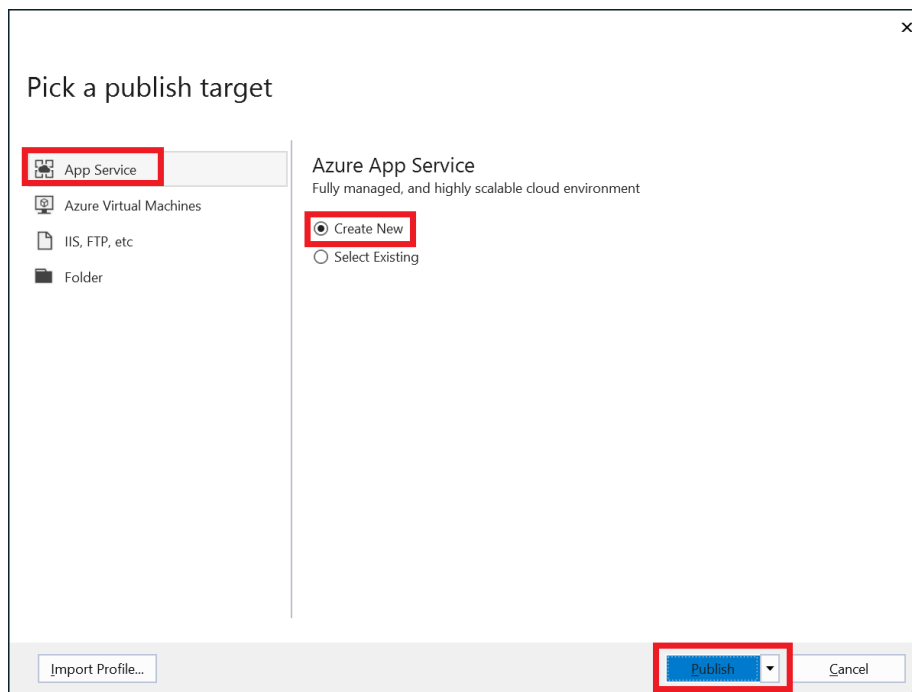 Pick a publish target
App Service
Azure Virtual Machines
IIS, FTP, etc
Folder
Azure App Service
Fully managed, and highly scalable cloud environment
Create New
Select Existing
Import Profile...
Publish
Cancel